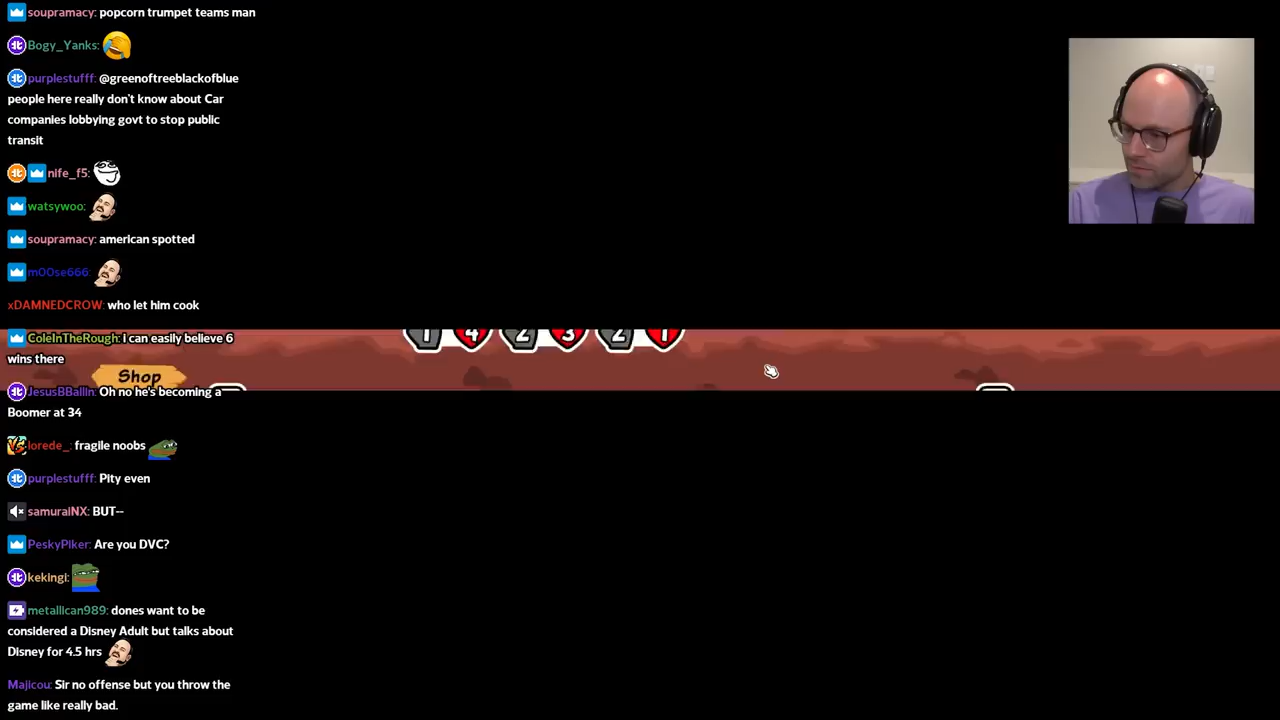 soupramacy: popcorn trumpet teams man
Bogy_Yanks:
purplestufff: @greenoftreeblackofblue
people here really don't know about Car
companies lobbying govt to stop public
transit
nife_f5:
watsywoo:
soupramacy: american spotted
m00se666:
xDAMNEDCROW: who let him cook
ColeInTheRough: I can easily believe 6
wins there
1 4 2 3 2 1
Shop
JesusBBallin: Oh no he's becoming a
Boomer at 34
lorede_: fragile noobs
purplestufff: Pity even
samuraiNX: BUT--
PeskyPiker: Are you DVC?
kekingi:
metallican989: dones want to be
considered a Disney Adult but talks about
Disney for 4.5 hrs
Majicou: Sir no offense but you throw the
game like really bad.